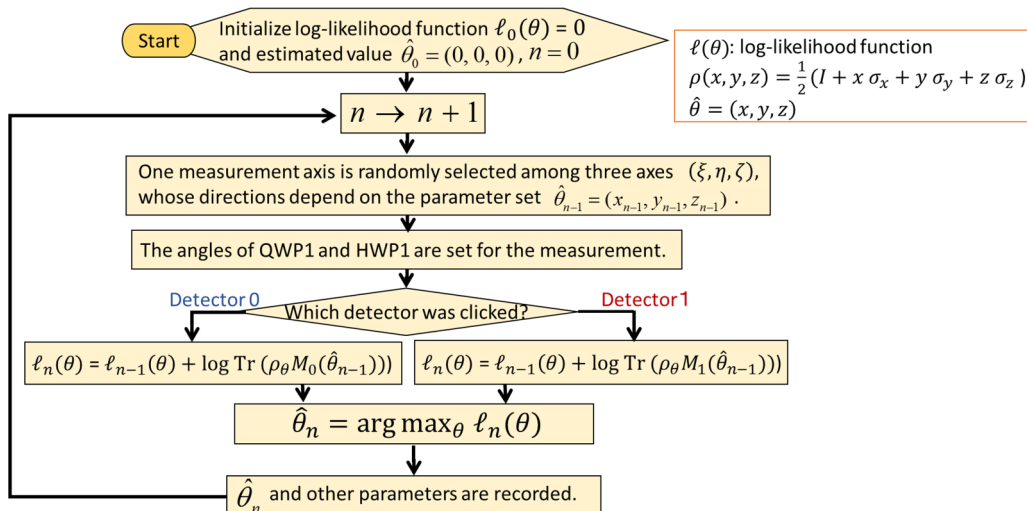 Start
Initialize log-likelihood function ℓ₀(θ) = 0
and estimated value θ̂₀ = (0, 0, 0) , n = 0
ℓ(θ): log-likelihood function
ρ(x, y, z) = ½(I + x σₓ + y σ_y + z σ_z )
θ̂ = (x, y, z)
n → n + 1
One measurement axis is randomly selected among three axes (ξ, η, ζ),
whose directions depend on the parameter set θ̂ₙ₋₁ = (xₙ₋₁, yₙ₋₁, zₙ₋₁) .
The angles of QWP1 and HWP1 are set for the measurement.
Detector 0
Which detector was clicked?
Detector 1
ℓₙ(θ) = ℓₙ₋₁(θ) + log Tr (ρ_θ M₀(θ̂ₙ₋₁)))
ℓₙ(θ) = ℓₙ₋₁(θ) + log Tr (ρ_θ M₁(θ̂ₙ₋₁)))
θ̂ₙ = arg max_θ ℓₙ(θ)
θ̂ₙ and other parameters are recorded.